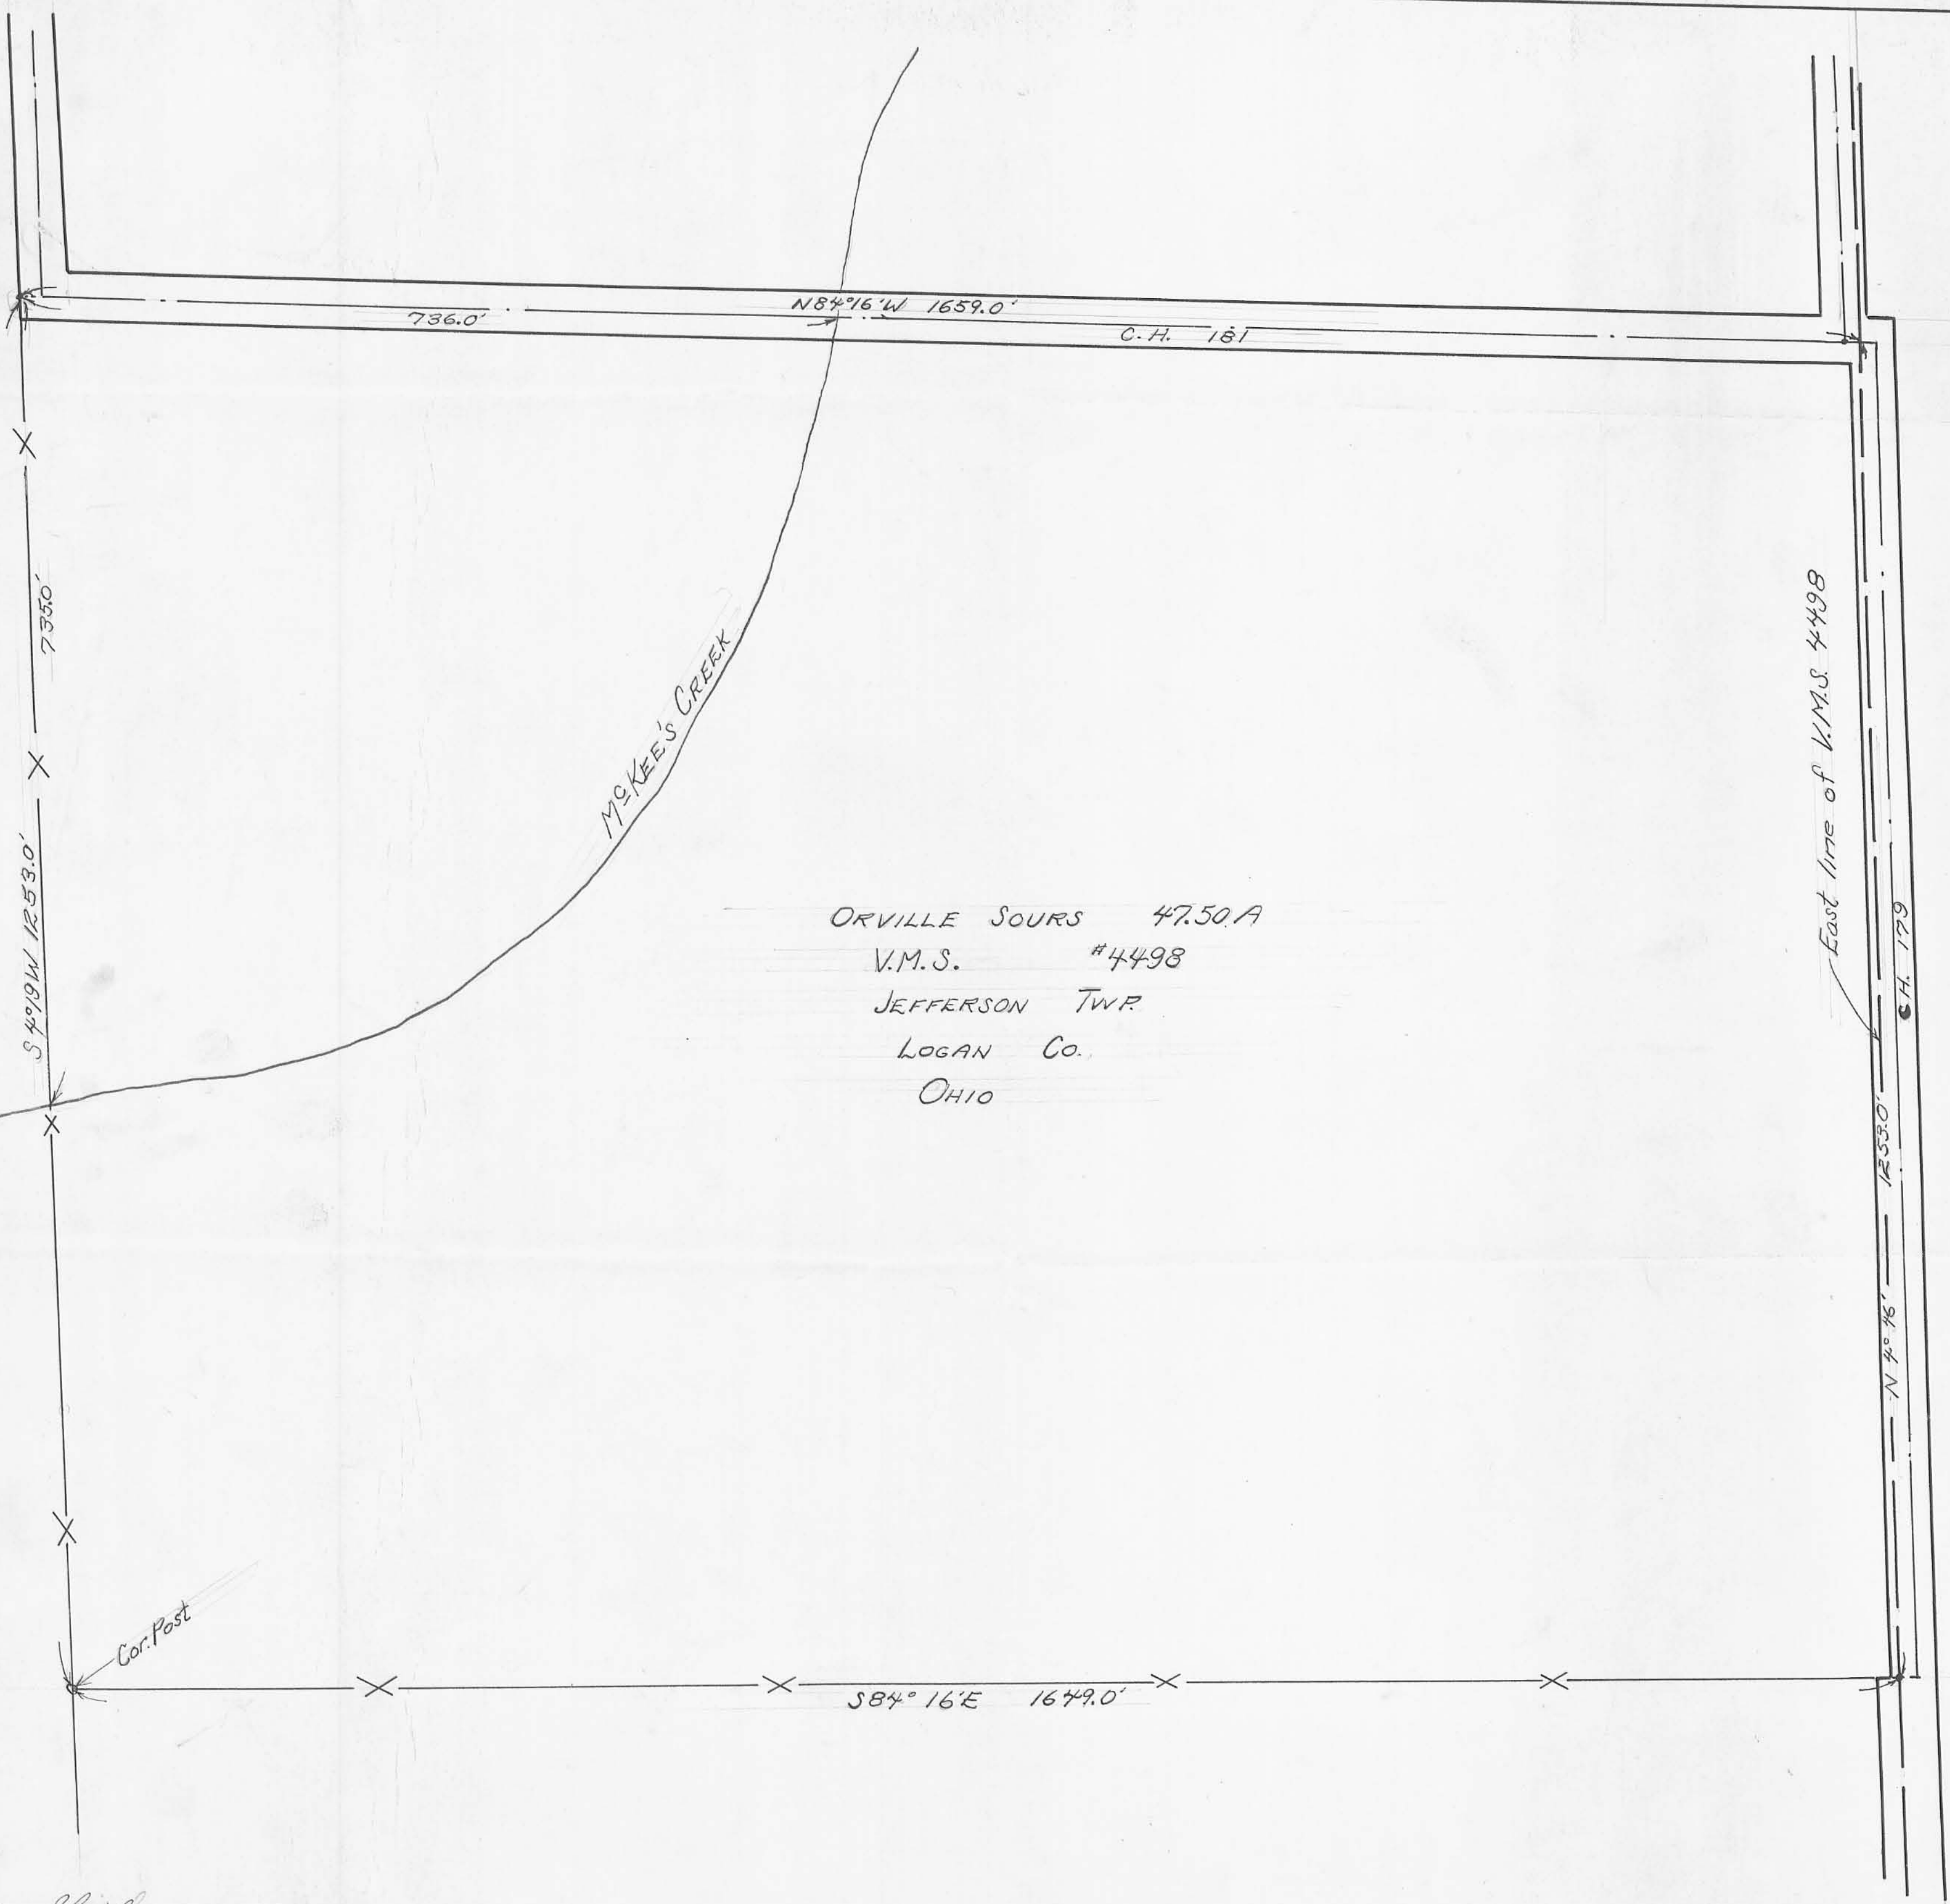 N84°16'W 1659.0'
736.0'
C.H. 181
735.0'
S4°19'W 1253.0'
McKEE'S CREEK
East line of V.M.S. 4498
C.H. 179
ORVILLE SOURS 47.50 A
V.M.S. #4498
JEFFERSON TWP.
LOGAN CO.
OHIO
N 4° 46' 1253.0'
Cor. Post
S84° 16'E 1649.0'